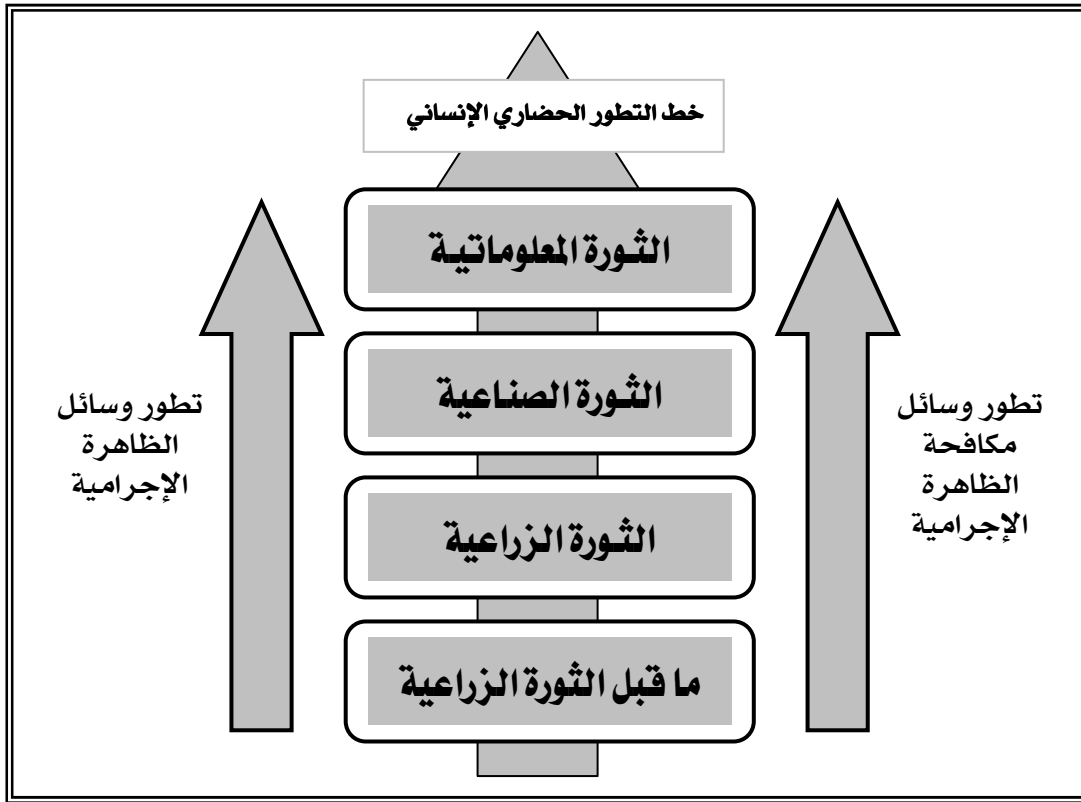 خط التطور الحضاري الإنساني
الثورة المعلوماتية
الثورة الصناعية
الثورة الزراعية
ما قبل الثورة الزراعية
تطور وسائل
مكافحة
الظاهرة
الإجرامية
تطور وسائل
الظاهرة
الإجرامية